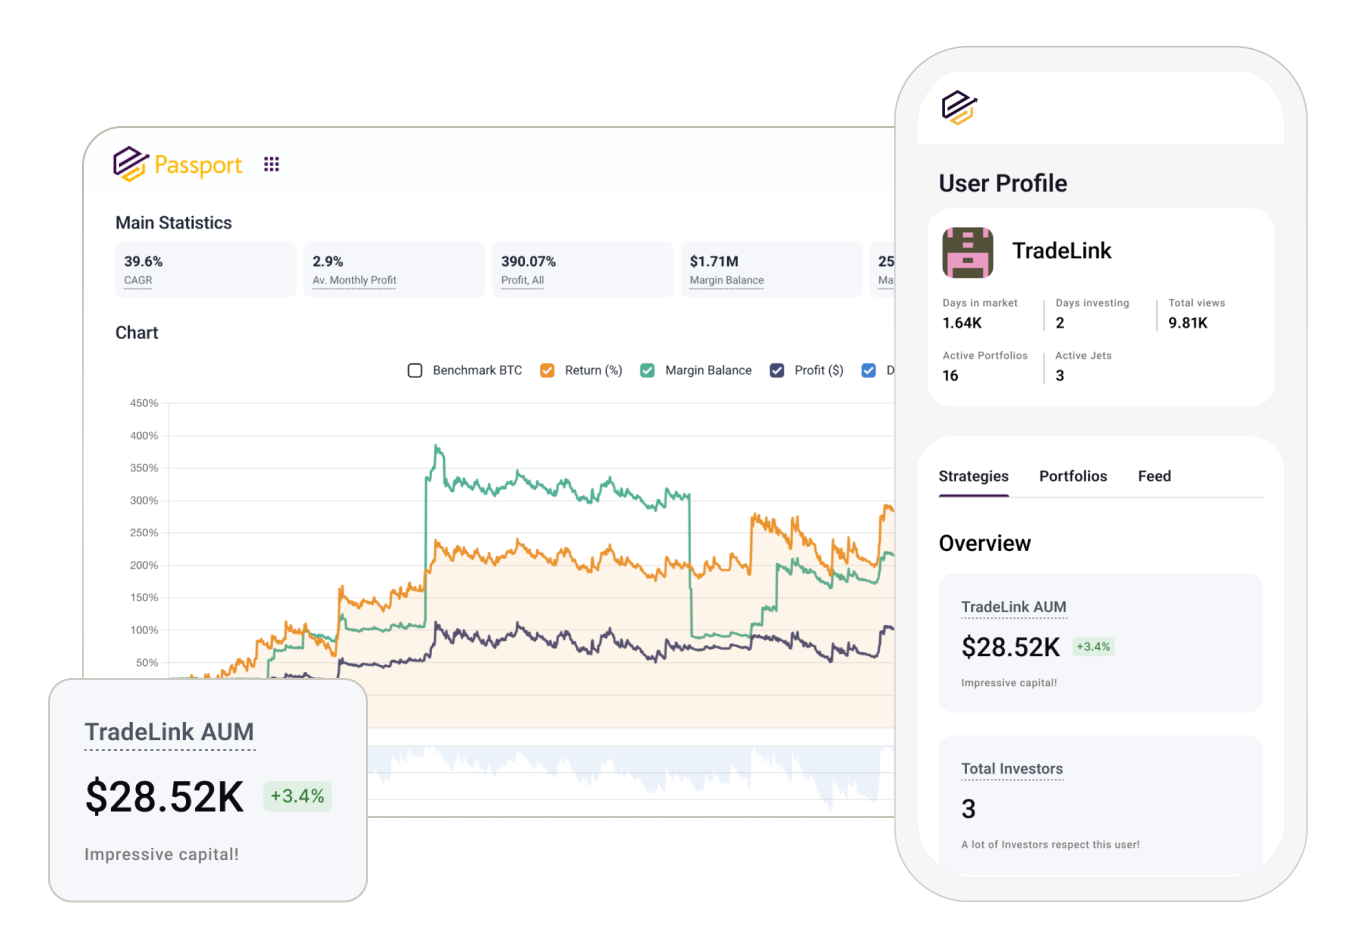 Passport
Main Statistics
39.6%
CAGR
2.9%
Av. Monthly Profit
390.07%
Profit, All
$1.71M
Margin Balance
25
Ma
Chart
Benchmark BTC
Return (%)
Margin Balance
Profit ($)
D
450%
400%
350%
300%
250%
200%
150%
100%
50%
TradeLink AUM
$28.52K +3.4%
Impressive capital!
User Profile
TradeLink
Days in market
1.64K
Days investing
2
Total views
9.81K
Active Portfolios
16
Active Jets
3
Strategies Portfolios Feed
Overview
TradeLink AUM
$28.52K +3.4%
Impressive capital!
Total Investors
3
A lot of Investors respect this user!